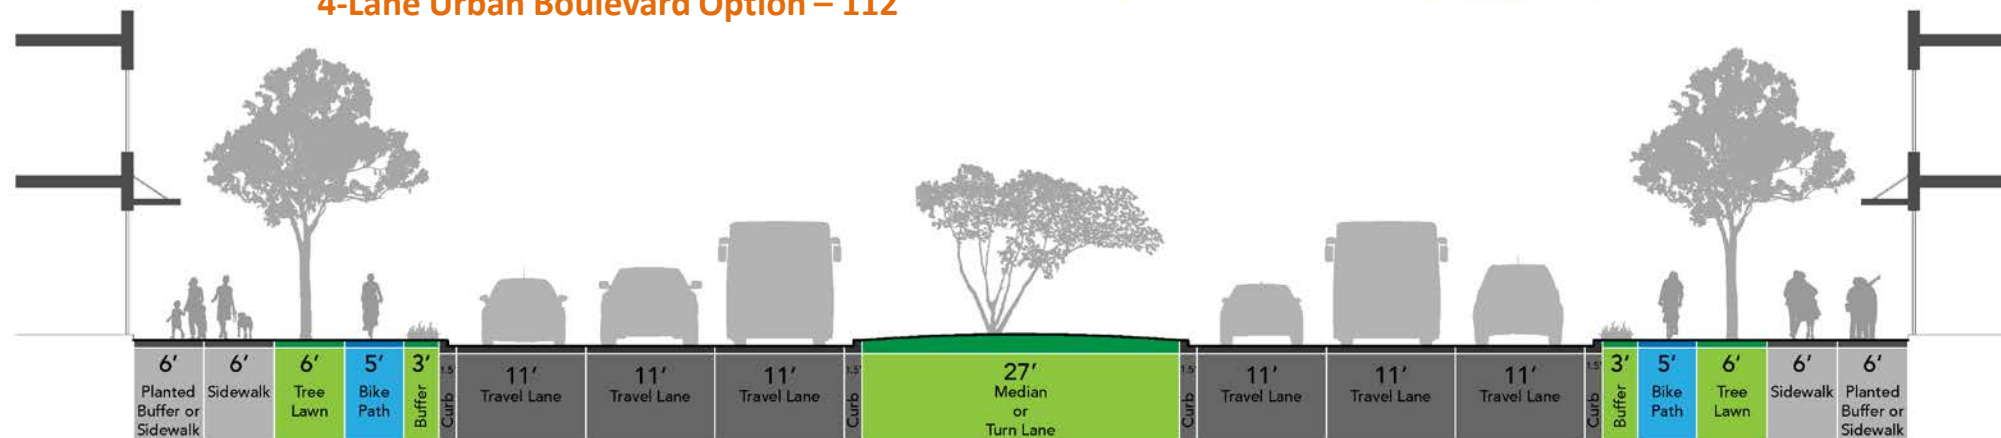 4-Lane Urban Boulevard Option – 112
6’ 6’ 6’ 5’ 3’ 1.5’ 11’ 11’ 11’ 1.5’ 27’ 1.5’ 11’ 11’ 11’ 1.5’ 3’ 5’ 6’ 6’ 6’
Planted
Buffer or
Sidewalk
Sidewalk
Tree
Lawn
Bike
Path
Buffer
Curb
Travel Lane
Travel Lane
Travel Lane
Curb
Median
or
Turn Lane
Curb
Travel Lane
Travel Lane
Travel Lane
Curb
Buffer
Bike
Path
Tree
Lawn
Sidewalk
Planted
Buffer or
Sidewalk